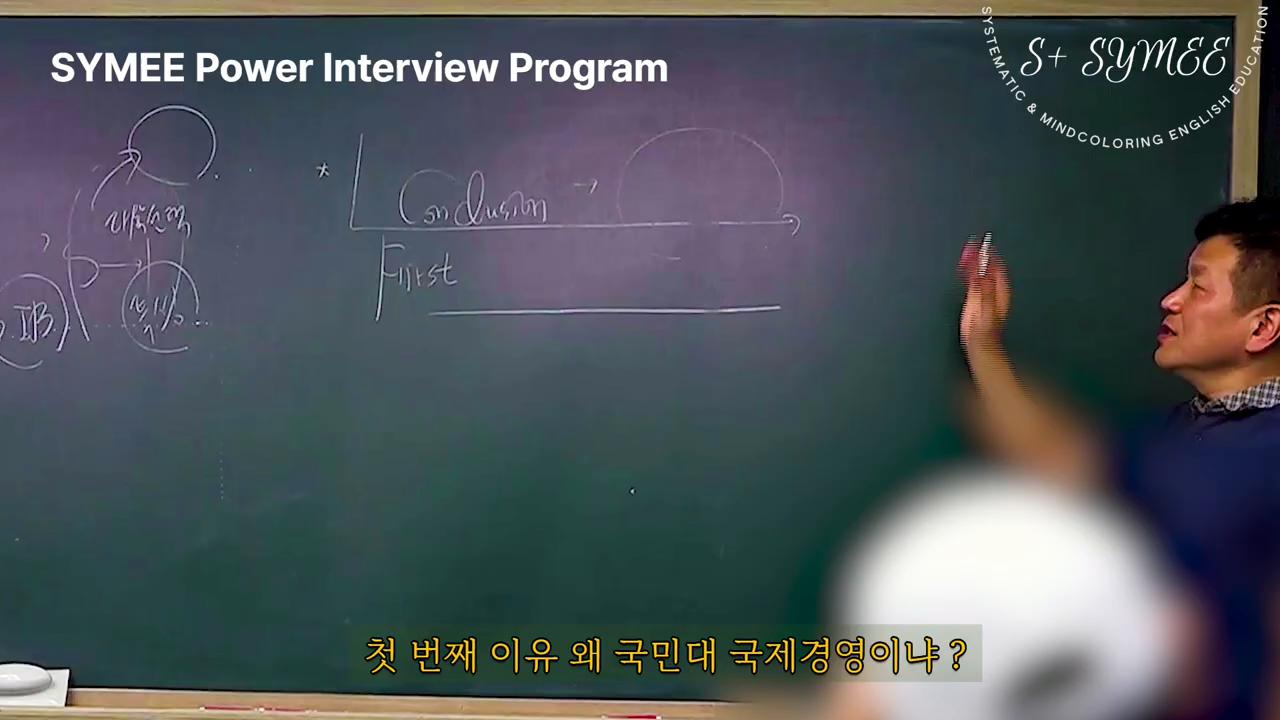 SYMEE Power Interview Program
S+ SYMEE
SYSTEMATIC & MINDCOLORING ENGLISH EDUCATION
* Conclusion →
First
IB
첫 번째 이유 왜 국민대 국제경영이냐 ?